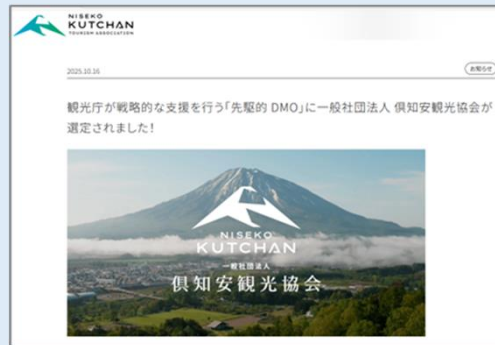 NISEKO
KUTCHAN
TOURISM ASSOCIATION
2025.10.16
お知らせ
観光庁が戦略的な支援を行う「先駆的 DMO」に一般社団法人 倶知安観光協会が
選定されました！
NISEKO
KUTCHAN
一般社団法人
倶知安観光協会